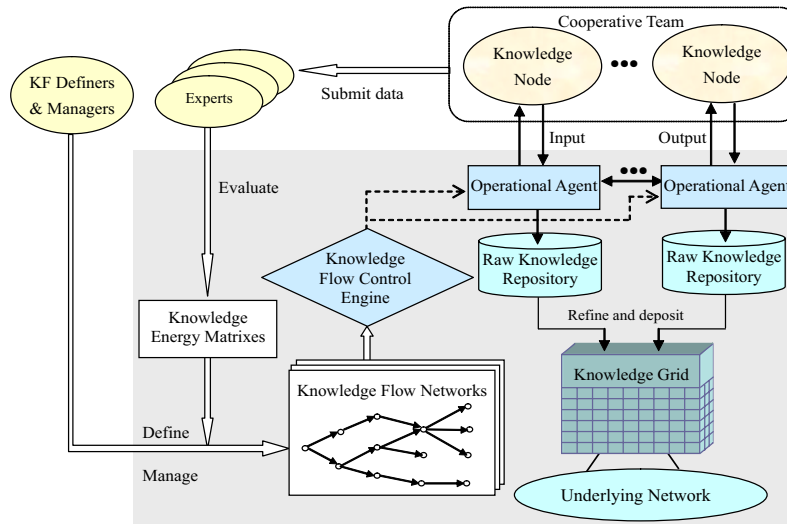 Cooperative Team
Knowledge
Node
Knowledge
Node
KF Definers
& Managers
Experts
Submit data
Input
Output
Evaluate
Operational Agent
Operational Agent
Knowledge
Flow Control
Engine
Raw Knowledge
Repository
Raw Knowledge
Repository
Knowledge
Energy Matrixes
Refine and deposit
Knowledge Grid
Knowledge Flow Networks
Define
Manage
Underlying Network